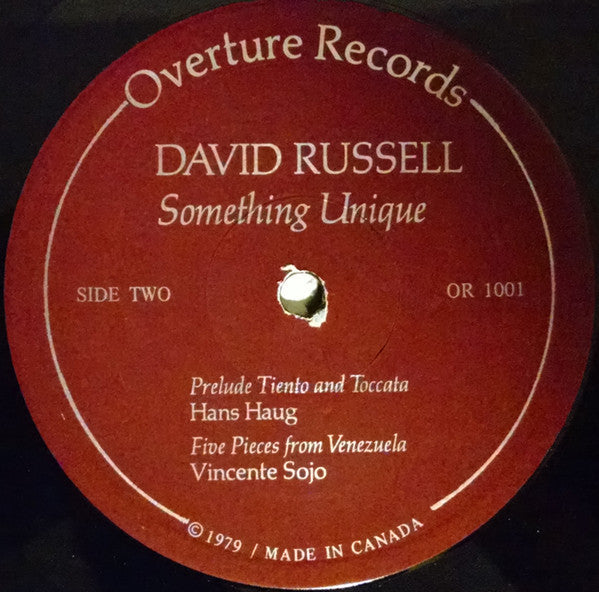 Overture Records
DAVID RUSSELL
Something Unique
SIDE TWO
OR 1001
Prelude Tiento and Toccata
Hans Haug
Five Pieces from Venezuela
Vincente Sojo
© 1979 / MADE IN CANADA